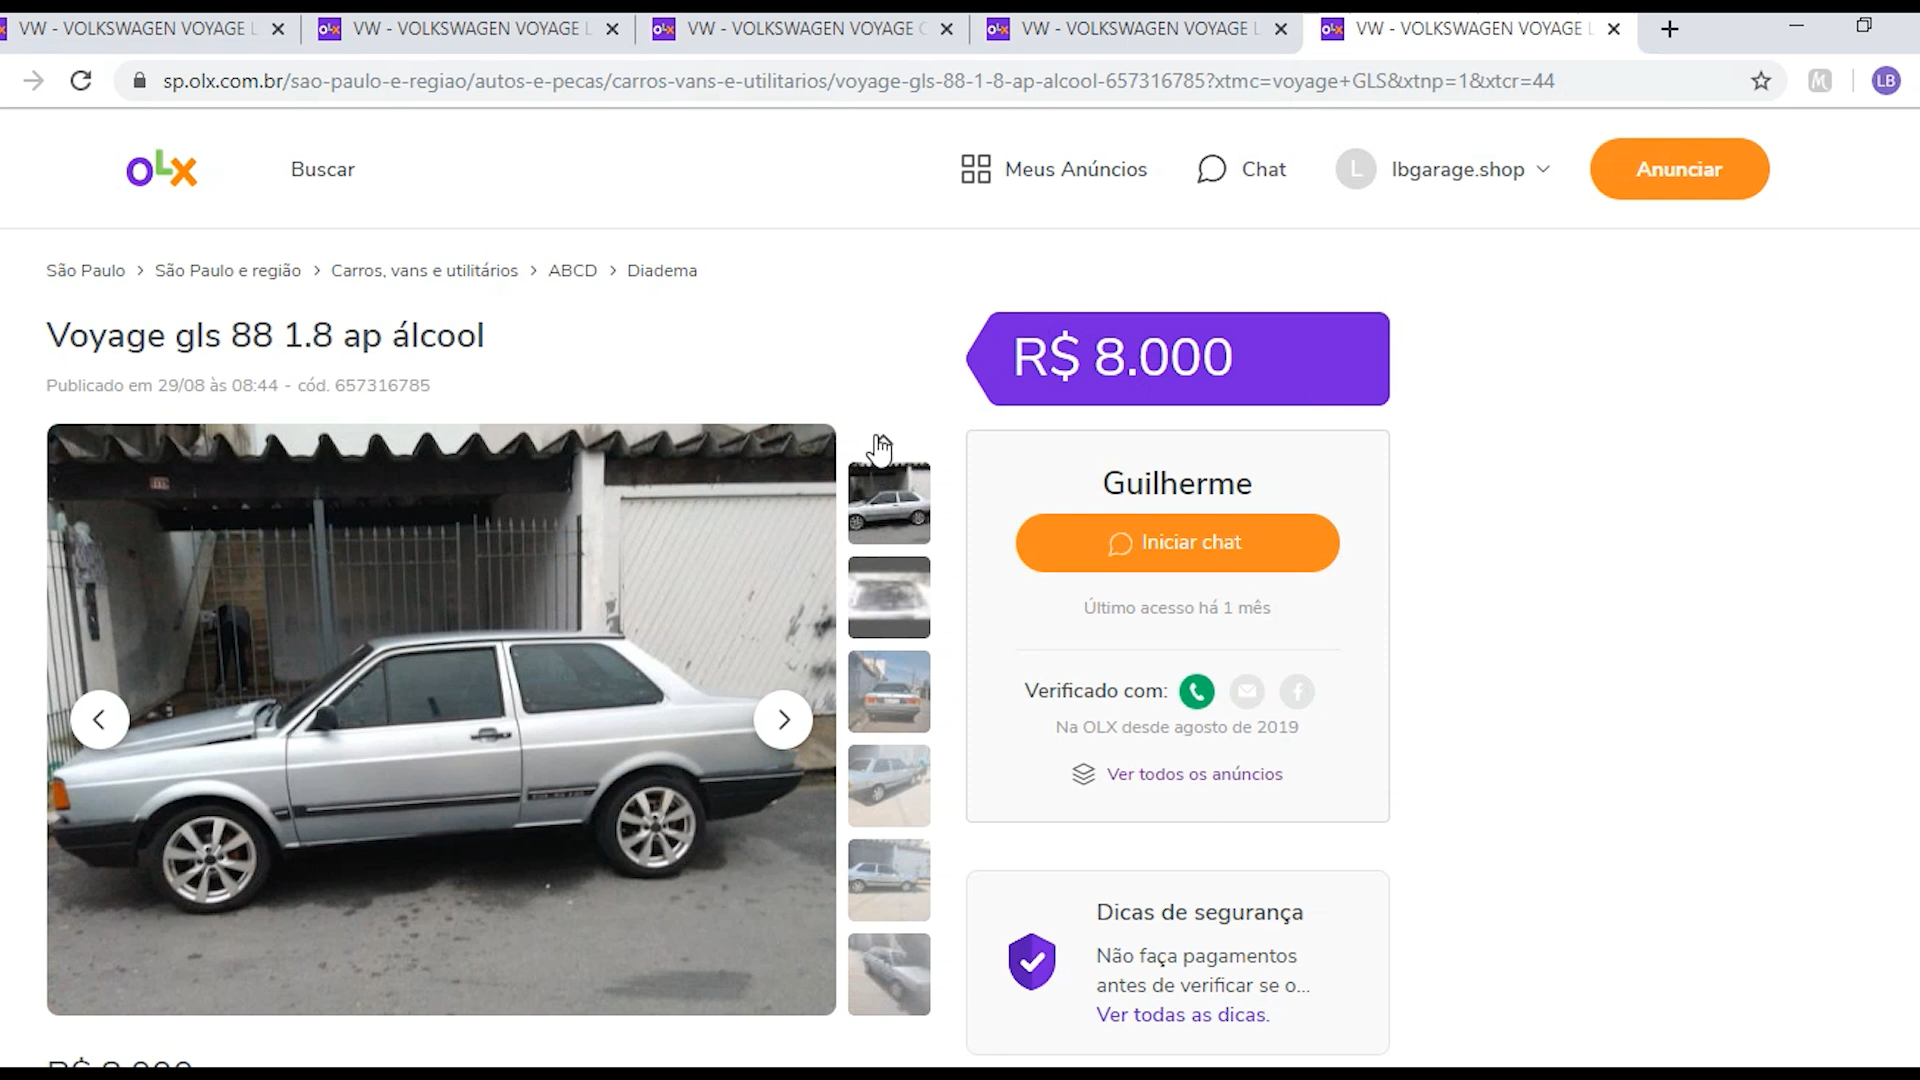 VW - VOLKSWAGEN VOYAGE L
VW - VOLKSWAGEN VOYAGE L
VW - VOLKSWAGEN VOYAGE
VW - VOLKSWAGEN VOYAGE L
VW - VOLKSWAGEN VOYAGE L
sp.olx.com.br/sao-paulo-e-regiao/autos-e-pecas/carros-vans-e-utilitarios/voyage-gls-88-1-8-ap-alcool-657316785?xtmc=voyage+GLS&xtnp=1&xtcr=44
LB
OLX
Buscar
Meus Anúncios
Chat
L
lbgarage.shop
Anunciar
São Paulo > São Paulo e região > Carros, vans e utilitários > ABCD > Diadema
Voyage gls 88 1.8 ap álcool
Publicado em 29/08 às 08:44 - cód. 657316785
R$ 8.000
Guilherme
Iniciar chat
Último acesso há 1 mês
Verificado com:
Na OLX desde agosto de 2019
Ver todos os anúncios
Dicas de segurança
Não faça pagamentos
antes de verificar se o...
Ver todas as dicas.
R$ 8.000